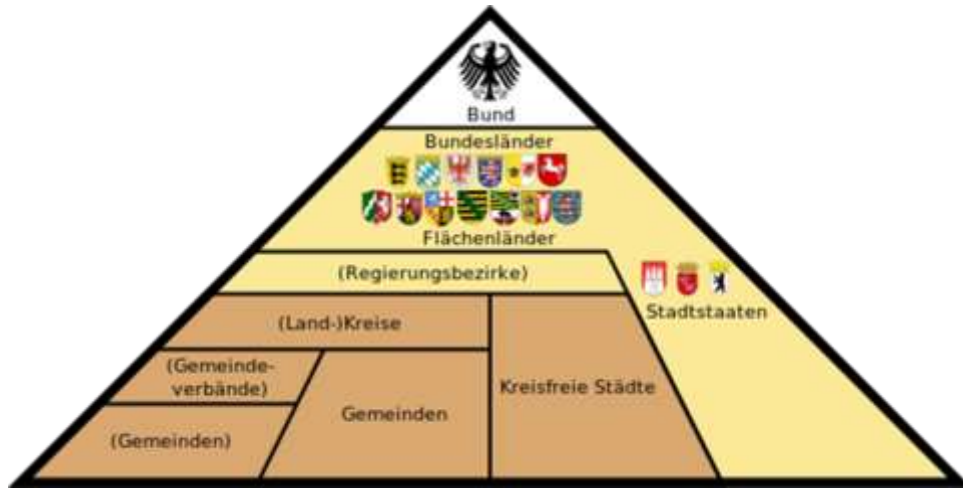 Bund
Bundesländer
Flächenländer
(Regierungsbezirke)
Stadtstaaten
(Land-)Kreise
(Gemeinde-
verbände)
Kreisfreie Städte
Gemeinden
(Gemeinden)